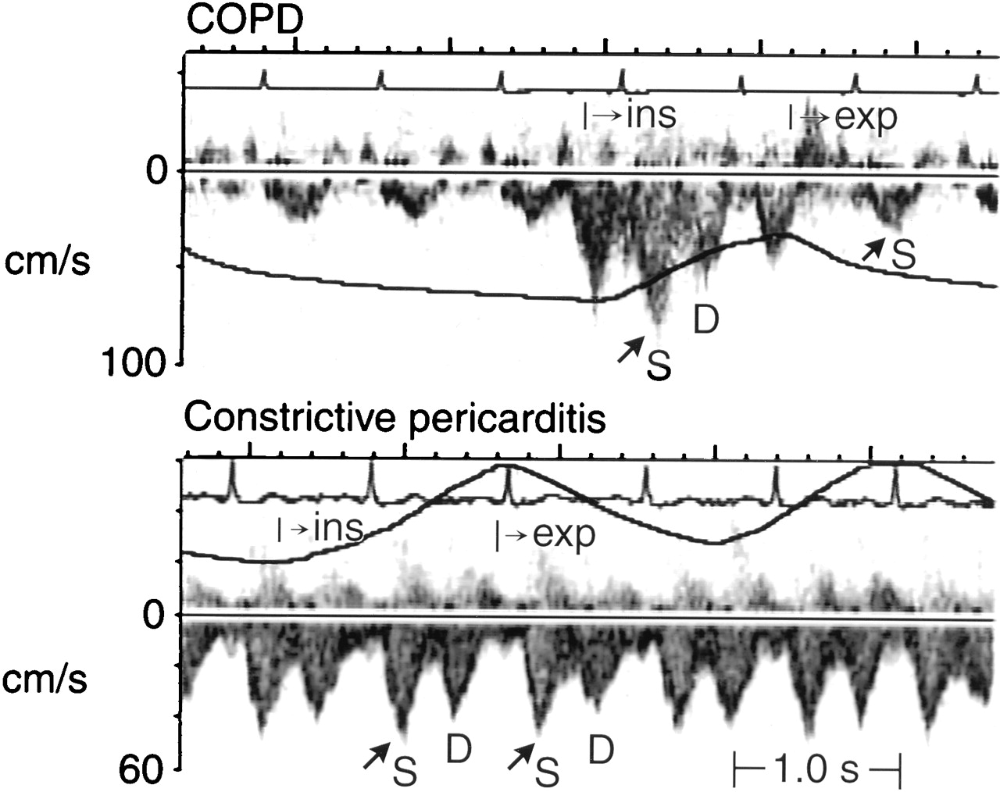 COPD
|→ins
|→exp
0
cm/s
S
D
100
S
Constrictive pericarditis
|→ins
|→exp
0
cm/s
D
D
S
S
60
1.0 s